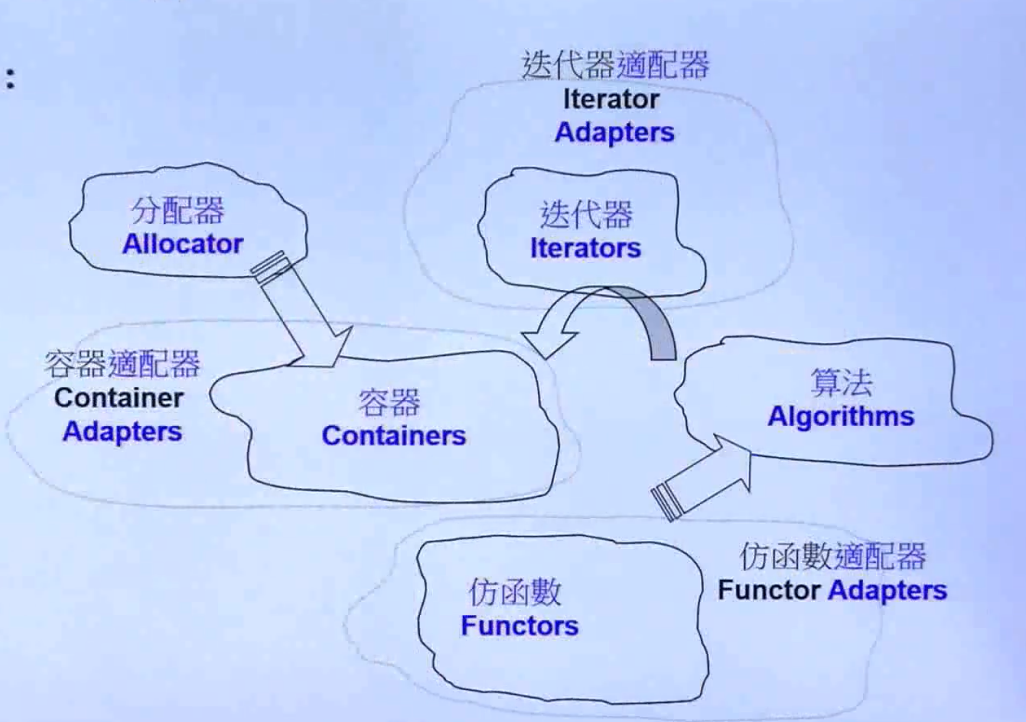 :
迭代器適配器
Iterator
Adapters
分配器
Allocator
迭代器
Iterators
容器適配器
Container
Adapters
容器
Containers
算法
Algorithms
仿函數
Functors
仿函數適配器
Functor Adapters